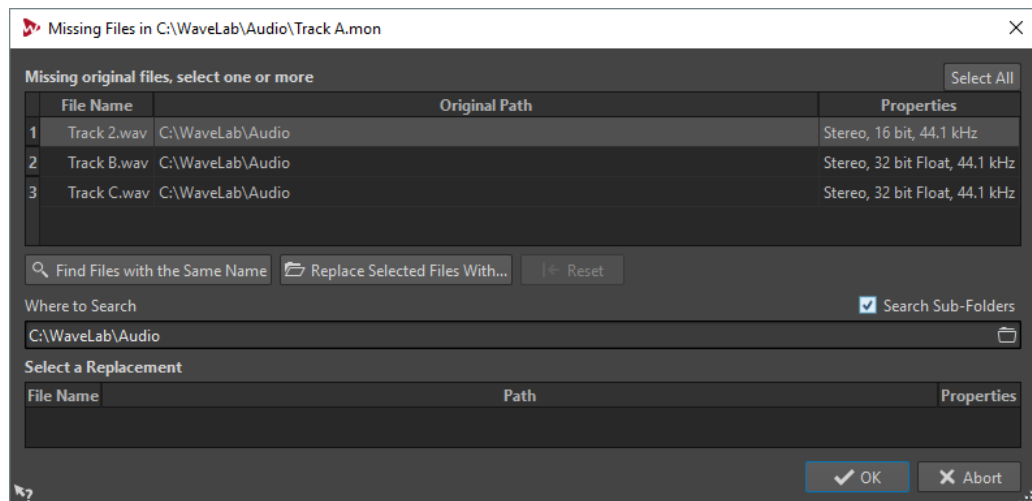 Missing Files in C:\WaveLab\Audio\Track A.mon
Missing original files, select one or more Select All
File Name Original Path Properties
1 Track 2.wav C:\WaveLab\Audio Stereo, 16 bit, 44.1 kHz
2 Track B.wav C:\WaveLab\Audio Stereo, 32 bit Float, 44.1 kHz
3 Track C.wav C:\WaveLab\Audio Stereo, 32 bit Float, 44.1 kHz
Find Files with the Same Name Replace Selected Files With... Reset
Where to Search Search Sub-Folders
C:\WaveLab\Audio
Select a Replacement
File Name Path Properties
OK Abort
?